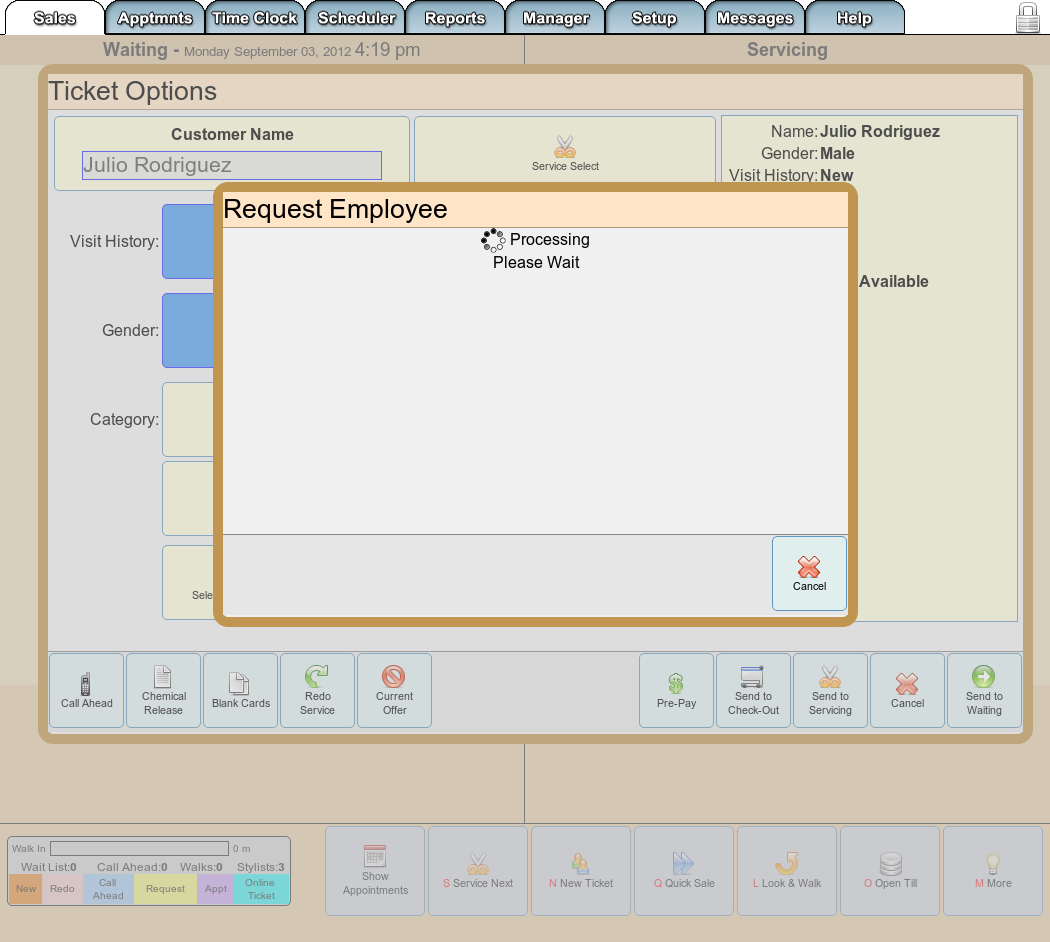 Sales Apptmnts Time Clock Scheduler Reports Manager Setup Messages Help
Waiting - Monday September 03, 2012 4:19 pm
Servicing
Ticket Options
Customer Name
Julio Rodriguez
Service Select
Name: Julio Rodriguez
Gender: Male
Visit History: New
Available
Visit History:
Gender:
Category:
Request Employee
Processing
Please Wait
Cancel
Call Ahead
Chemical
Release
Blank Cards
Redo
Service
Current
Offer
Pre-Pay
Send to
Check-Out
Send to
Servicing
Cancel
Send to
Waiting
Walk In 0 m
Wait List:0 Call Ahead:0 Walks:0 Stylists:3
New
Redo
Call
Ahead
Request
Appt
Online
Ticket
Show
Appointments
S Service Next
N New Ticket
Q Quick Sale
L Look & Walk
O Open Till
M More